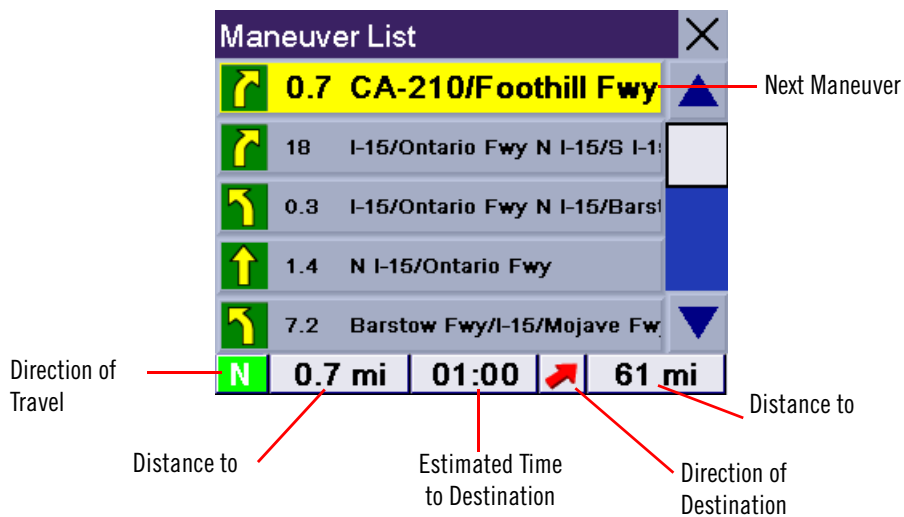 Maneuver List
0.7 CA-210/Foothill Fwy
Next Maneuver
18 I-15/Ontario Fwy N I-15/S I-1
0.3 I-15/Ontario Fwy N I-15/Barst
1.4 N I-15/Ontario Fwy
7.2 Barstow Fwy/I-15/Mojave Fw
N 0.7 mi 01:00 61 mi
Direction of
Travel
Distance to
Distance to
Estimated Time
to Destination
Direction of
Destination